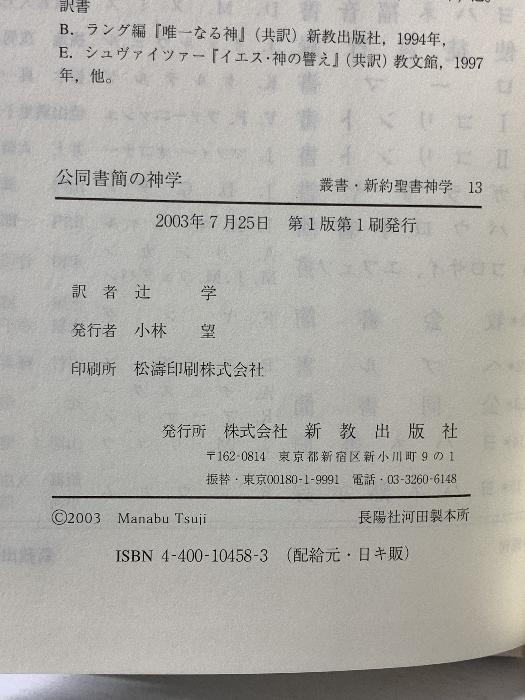 訳書
B. ラング編『唯一なる神』(共訳) 新教出版社, 1994年,
E. シュヴァイツァー『イエス・神の譬え』(共訳) 教文館, 1997
年, 他。
公同書簡の神学
叢書・新約聖書神学 13
2003年7月25日 第1版第1刷発行
訳者 辻 学
発行者 小林 望
印刷所 松濤印刷株式会社
発行所 株式会社 新教出版社
〒162-0814 東京都新宿区新小川町9の1
振替・東京00180-1-9991 電話・03-3260-6148
©2003 Manabu Tsuji
長陽社河田製本所
ISBN 4-400-10458-3 (配給元・日キ販)